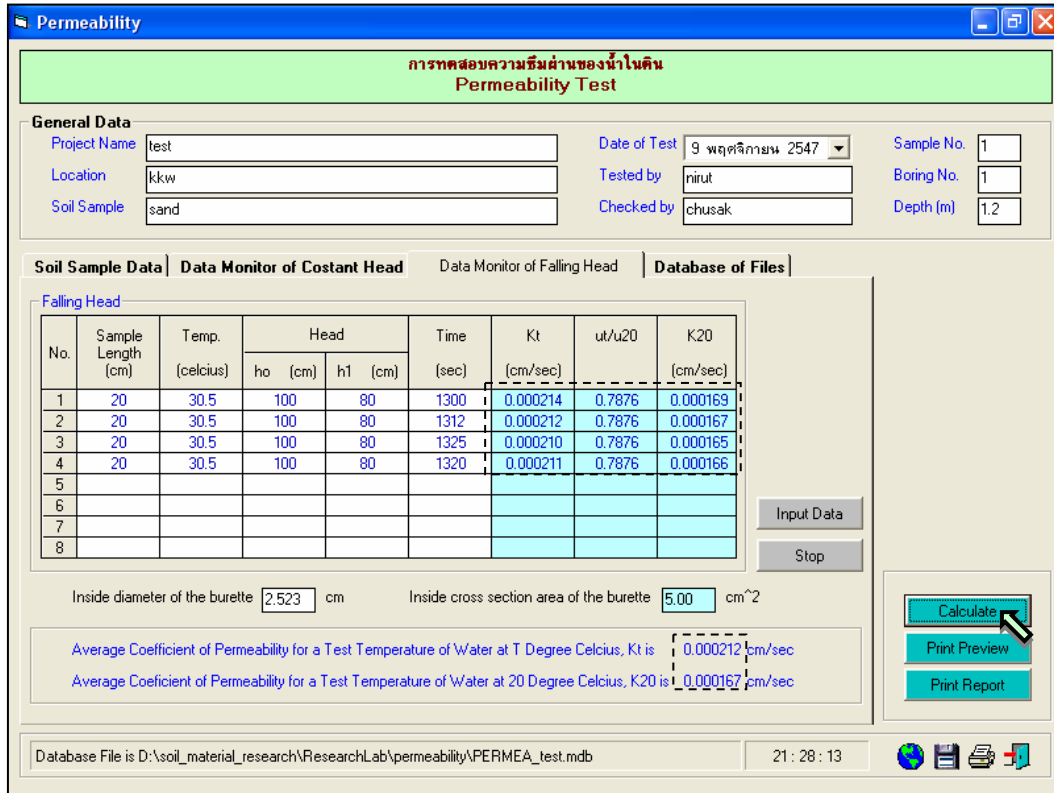 Permeability
การทดสอบความซึมผ่านของน้ำในดิน
Permeability Test
General Data
Project Name test Date of Test 9 พฤศจิกายน 2547 Sample No. 1
Location kkw Tested by nirut Boring No. 1
Soil Sample sand Checked by chusak Depth (m) 1.2
Soil Sample Data Data Monitor of Costant Head Data Monitor of Falling Head Database of Files
Falling Head
No. Sample Length (cm) Temp. (celcius) Head ho (cm) h1 (cm) Time (sec) Kt (cm/sec) ut/u20 K20 (cm/sec)
1 20 30.5 100 80 1300 0.000214 0.7876 0.000169
2 20 30.5 100 80 1312 0.000212 0.7876 0.000167
3 20 30.5 100 80 1325 0.000210 0.7876 0.000165
4 20 30.5 100 80 1320 0.000211 0.7876 0.000166
5
6
7
8
Input Data
Stop
Inside diameter of the burette 2.523 cm Inside cross section area of the burette 5.00 cm^2
Average Coefficient of Permeability for a Test Temperature of Water at T Degree Celcius, Kt is 0.000212 cm/sec
Average Coeficient of Permeability for a Test Temperature of Water at 20 Degree Celcius, K20 is 0.000167 cm/sec
Calculate
Print Preview
Print Report
Database File is D:\soil_material_research\ResearchLab\permeability\PERMEA_test.mdb 21 : 28 : 13